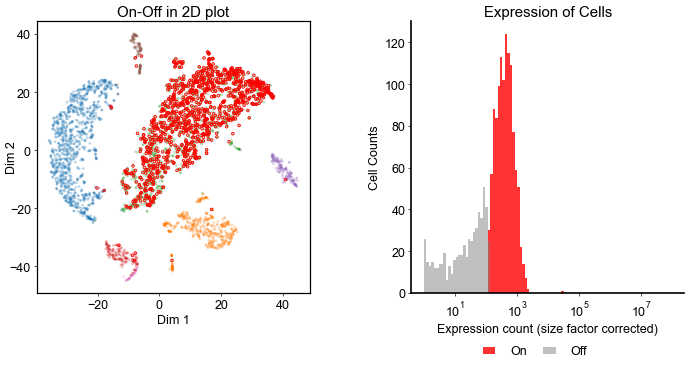 On-Off in 2D plot
Dim 2
40
20
0
−20
−40
−20
0
20
40
Dim 1
Expression of Cells
Cell Counts
120
100
80
60
40
20
0
10^1
10^3
10^5
10^7
Expression count (size factor corrected)
On
Off